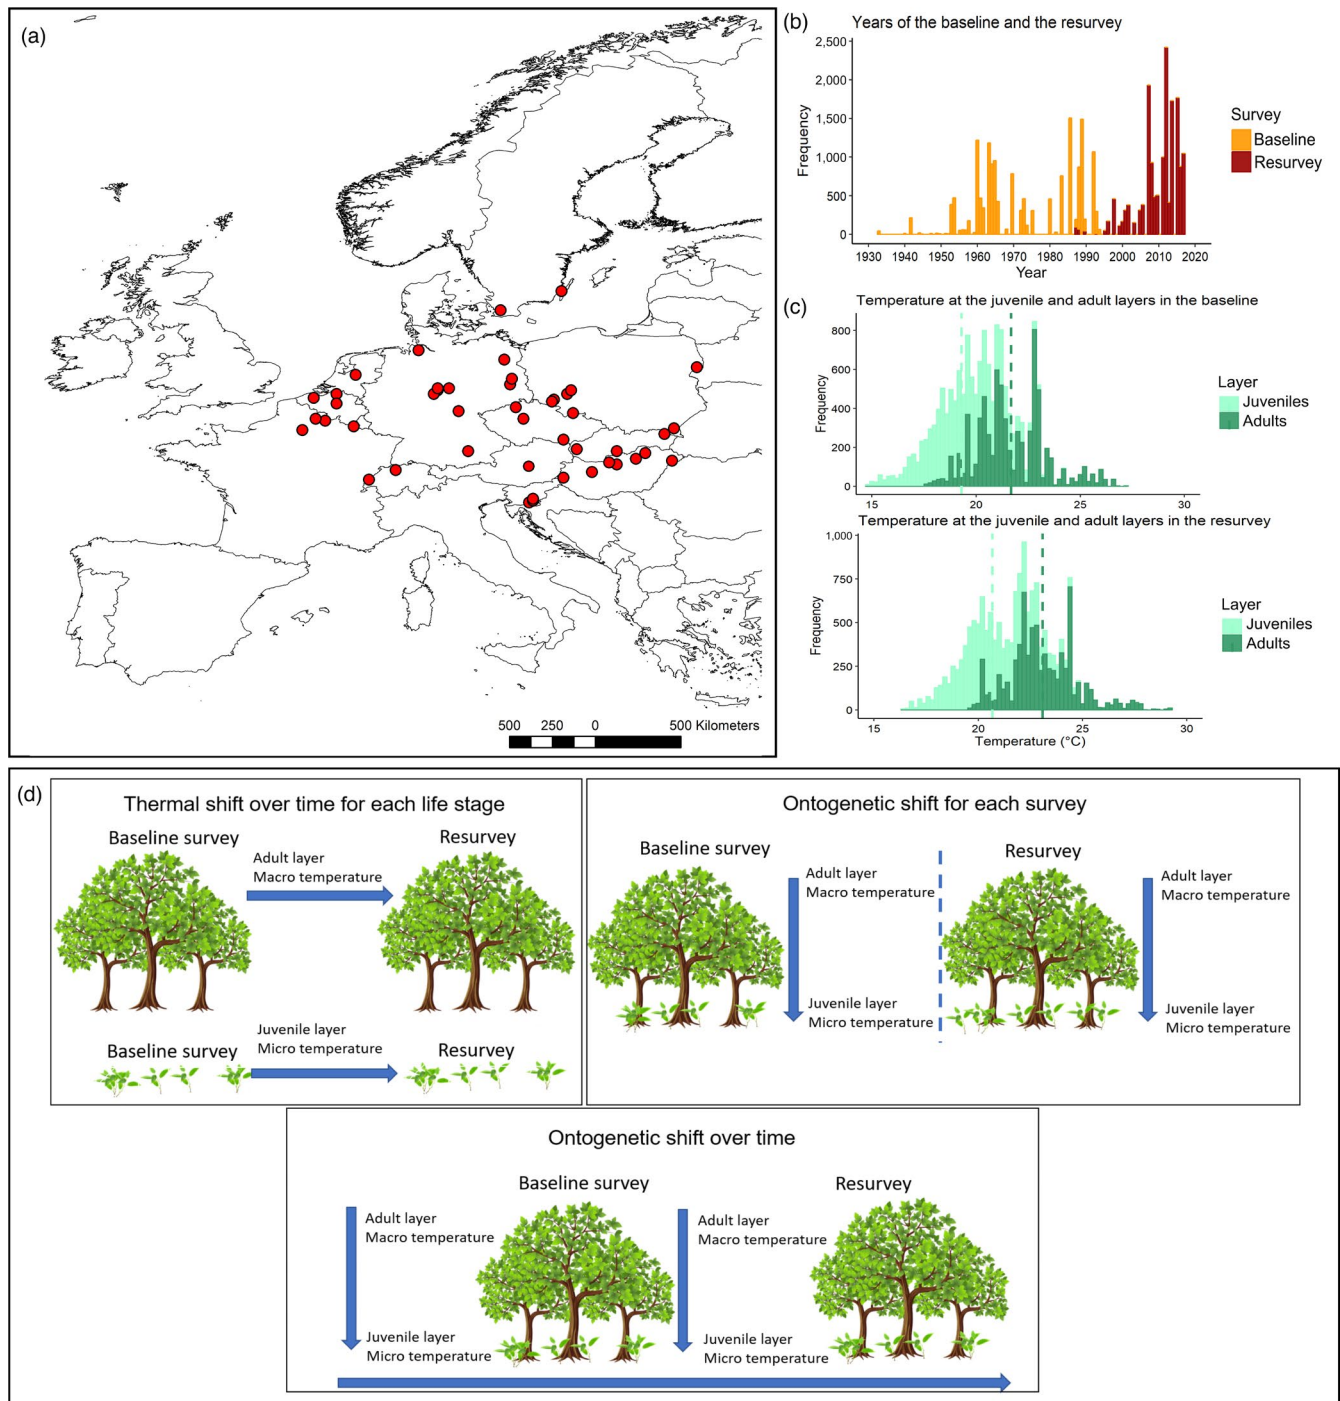 (a)
500 250 0 500 Kilometers
(b)
Years of the baseline and the resurvey
2,500
2,000
1,500
1,000
500
0
Frequency
1930 1940 1950 1960 1970 1980 1990 2000 2010 2020
Year
Survey
Baseline
Resurvey
(c)
Temperature at the juvenile and adult layers in the baseline
800
600
400
200
0
Frequency
15 20 25 30
Layer
Juveniles
Adults
Temperature at the juvenile and adult layers in the resurvey
1,000
750
500
250
0
Frequency
15 20 25 30
Temperature (°C)
Layer
Juveniles
Adults
(d)
Thermal shift over time for each life stage
Baseline survey
Adult layer
Macro temperature
Resurvey
Baseline survey
Juvenile layer
Micro temperature
Resurvey
Ontogenetic shift for each survey
Baseline survey
Adult layer
Macro temperature
Juvenile layer
Micro temperature
Resurvey
Adult layer
Macro temperature
Juvenile layer
Micro temperature
Ontogenetic shift over time
Adult layer
Macro temperature
Juvenile layer
Micro temperature
Baseline survey
Adult layer
Macro temperature
Juvenile layer
Micro temperature
Resurvey